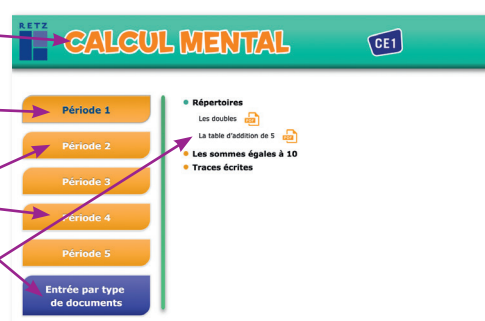 RETZ
CALCUL MENTAL
CE1
Période 1
Période 2
Période 3
Période 4
Période 5
Entrée par type
de documents
Répertoires
Les doubles
La table d'addition de 5
Les sommes égales à 10
Traces écrites